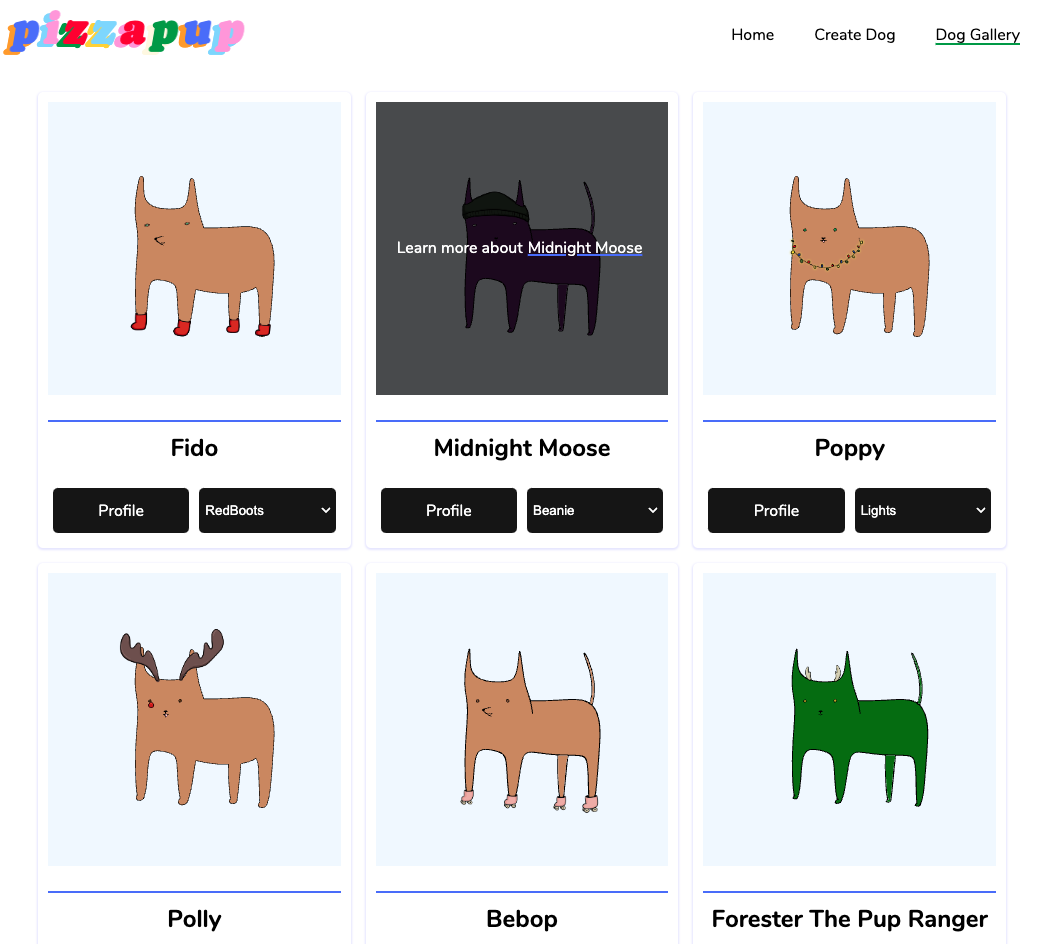 pizzapup
Home Create Dog Dog Gallery
Learn more about Midnight Moose
Fido
Midnight Moose
Poppy
Profile RedBoots
Profile Beanie
Profile Lights
Polly
Bebop
Forester The Pup Ranger